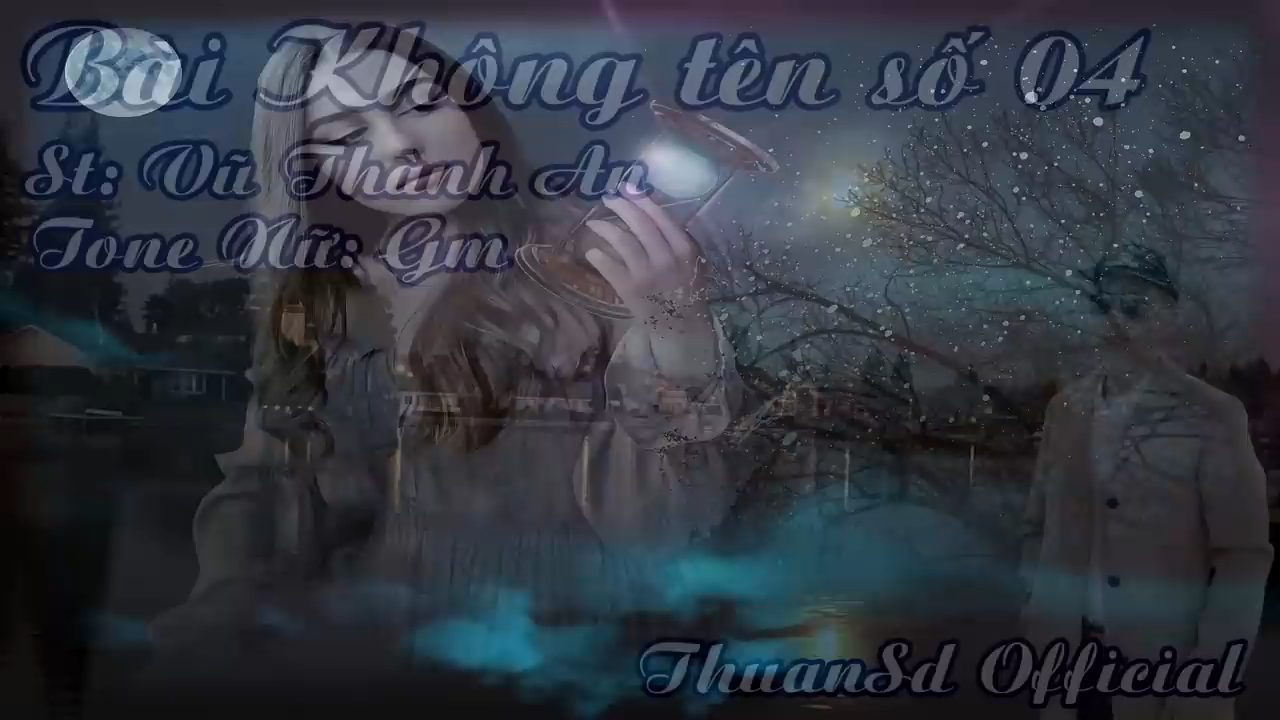 Bài Không tên số 04
St: Vũ Thành An
Tone Nữ: Gm
ThuanSd Official